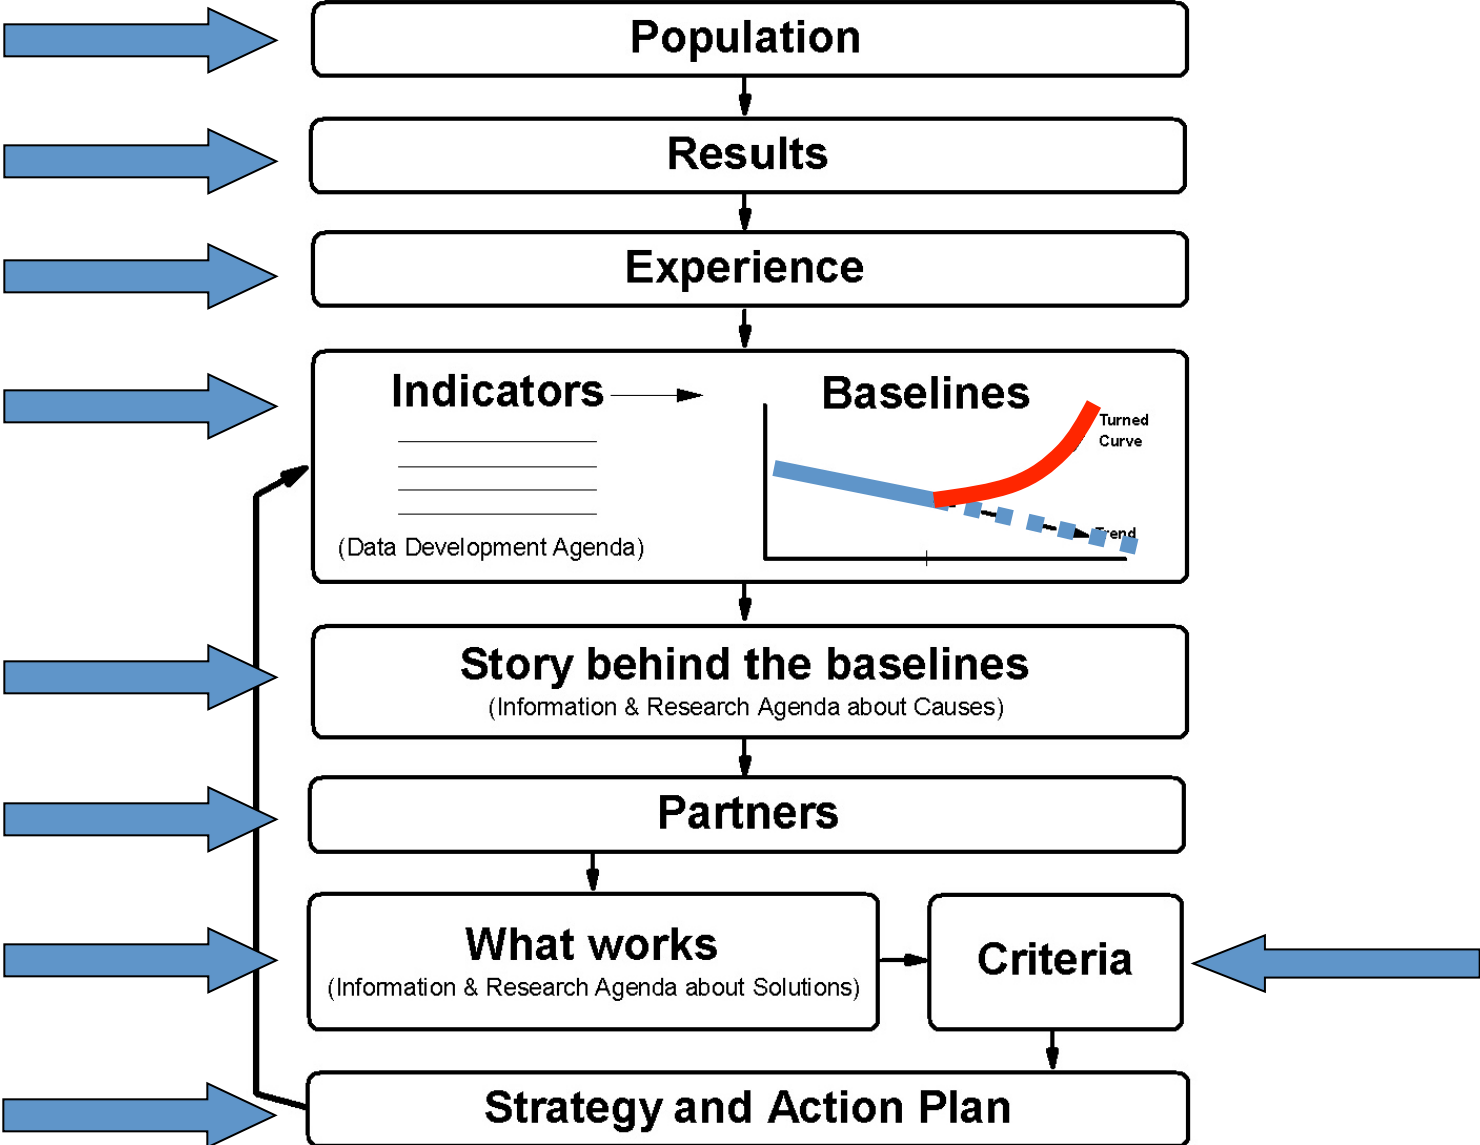 Population
Results
Experience
Indicators
Baselines
Turned
Curve
Trend
(Data Development Agenda)
Story behind the baselines
(Information & Research Agenda about Causes)
Partners
What works
(Information & Research Agenda about Solutions)
Criteria
Strategy and Action Plan